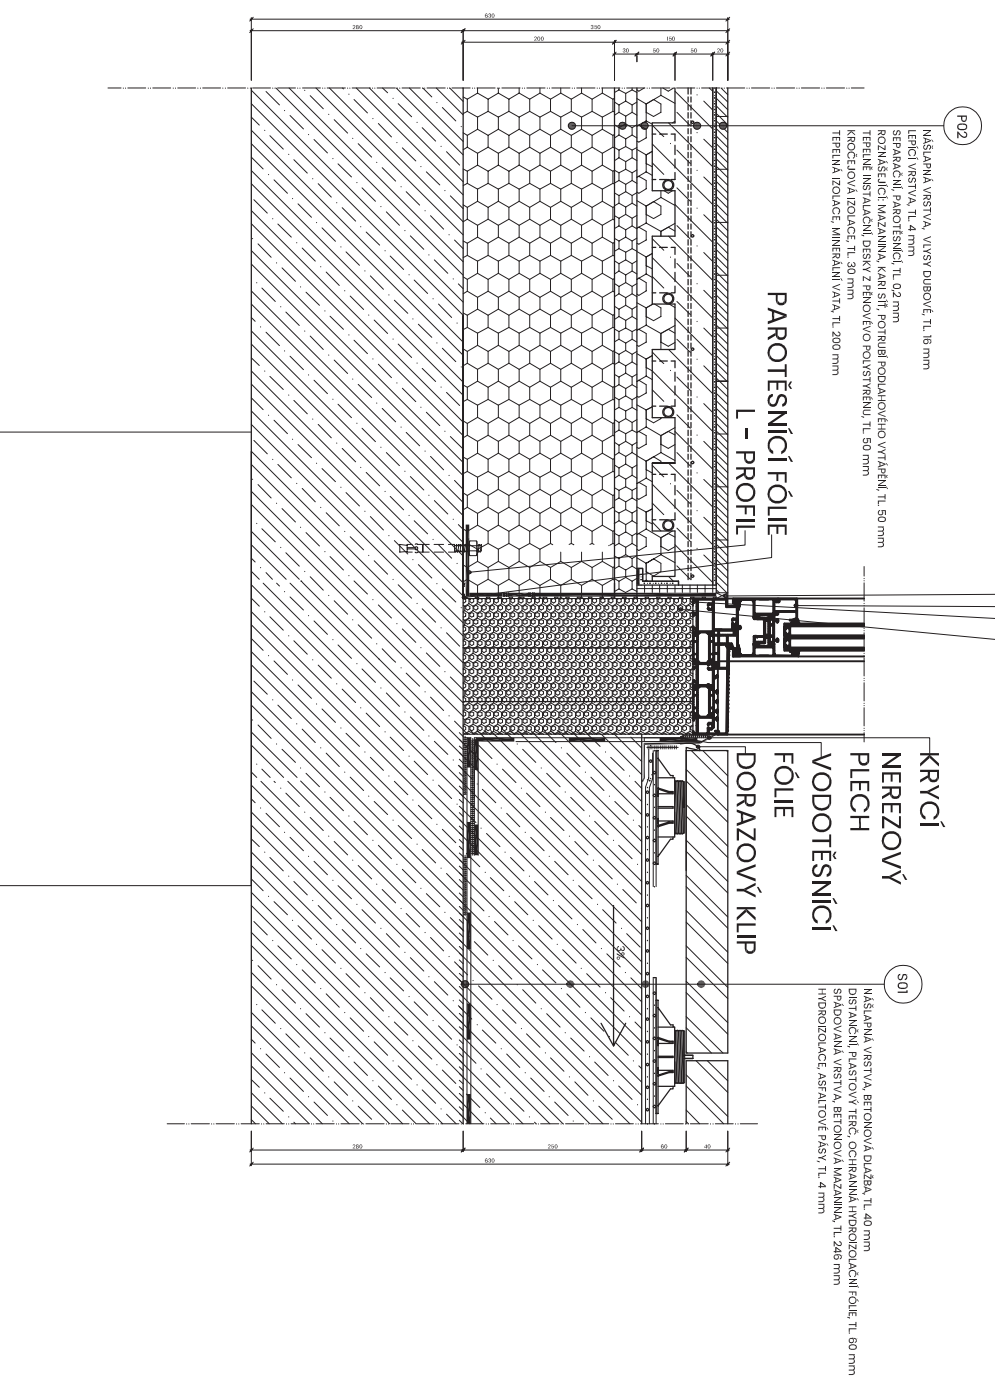 P02
NÁŠLAPNÁ VRSTVA, VLYSY DUBOVÉ, TL. 16 mm
LEPÍCÍ VRSTVA, TL. 4 mm
SEPARAČNÍ, PAROTĚSNÍCÍ, TL. 0,2 mm
ROZNÁŠEJÍCÍ: MAZANINA, KARI SÍŤ, POTRUBÍ PODLAHOVÉHO VYTÁPĚNÍ, TL. 50 mm
TEPELNĚ INSTALAČNÍ, DESKY Z PĚNOVÉVO POLYSTYRÉNU, TL. 50 mm
KROČEJOVÁ IZOLACE, TL. 30 mm
TEPELNÁ IZOLACE, MINERÁLNÍ VATA, TL. 200 mm
PAROTĚSNÍCÍ FÓLIE
L - PROFIL
KRYCÍ
NEREZOVÝ
PLECH
VODOTĚSNÍCÍ
FÓLIE
DORAZOVÝ KLIP
S01
NÁŠLAPNÁ VRSTVA, BETONOVÁ DLAŽBA, TL. 40 mm
DISTANČNÍ, PLASTOVÝ TERČ, OCHRANNÁ HYDROIZOLAČNÍ FÓLIE, TL. 60 mm
SPÁDOVANÁ VRSTVA, BETONOVÁ MAZANINA, TL. 246 mm
HYDROIZOLACE, ASFALTOVÉ PÁSY, TL. 4 mm
3%
630
280
350
200
150
30
50
50
20
280
250
60
40
630